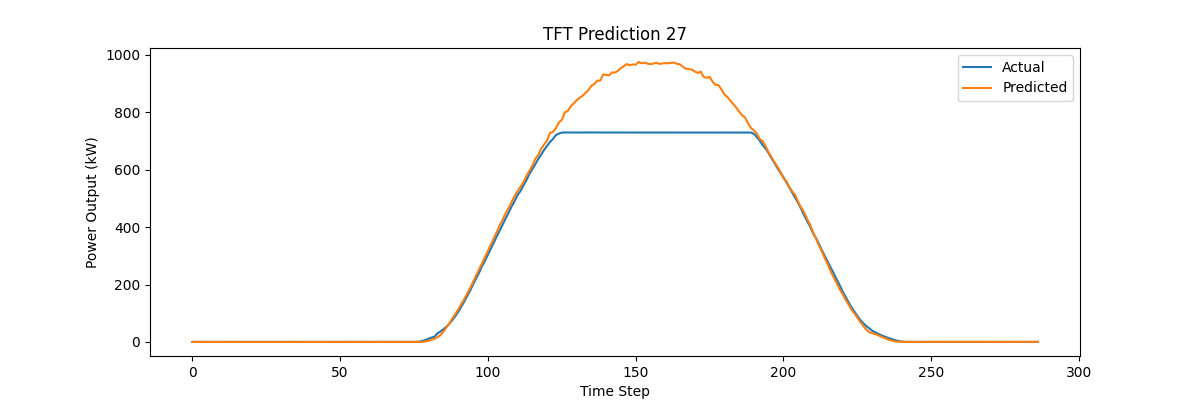 TFT Prediction 27
Actual
Predicted
Power Output (kW)
1000
800
600
400
200
0
0 50 100 150 200 250 300
Time Step